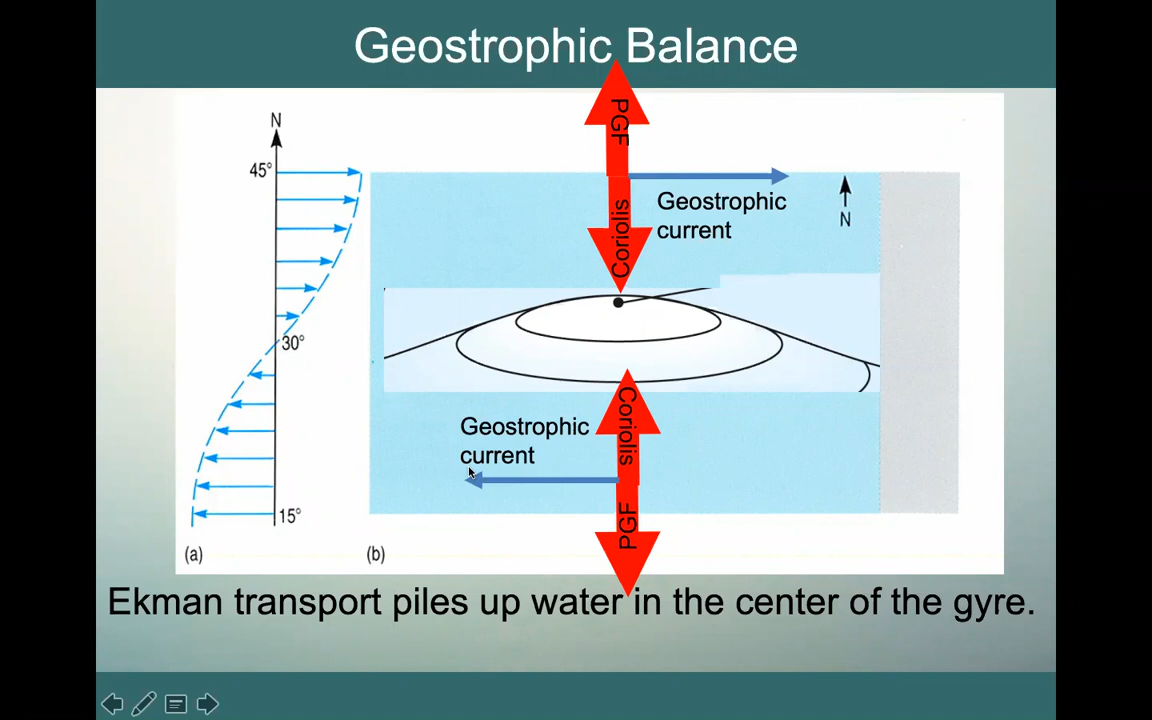 Geostrophic Balance
N
PGF
45°
Coriolis
Geostrophic
current
N
30°
Coriolis
Geostrophic
current
PGF
15°
(a)
(b)
Ekman transport piles up water in the center of the gyre.